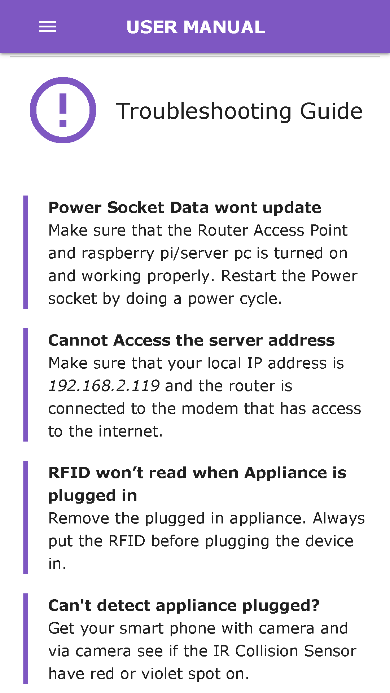 USER MANUAL
Troubleshooting Guide
Power Socket Data wont update
Make sure that the Router Access Point
and raspberry pi/server pc is turned on
and working properly. Restart the Power
socket by doing a power cycle.
Cannot Access the server address
Make sure that your local IP address is
192.168.2.119 and the router is
connected to the modem that has access
to the internet.
RFID won’t read when Appliance is
plugged in
Remove the plugged in appliance. Always
put the RFID before plugging the device
in.
Can't detect appliance plugged?
Get your smart phone with camera and
via camera see if the IR Collision Sensor
have red or violet spot on.